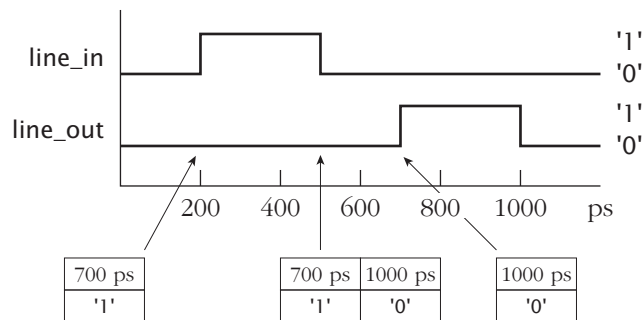 line_in
'1'
'0'
line_out
'1'
'0'
200 400 600 800 1000 ps
700 ps 700 ps 1000 ps 1000 ps
'1' '1' '0' '0'